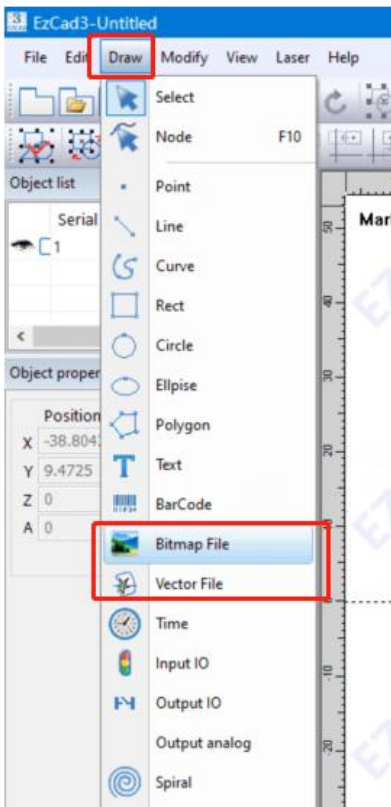 EzCad3-Untitled
File Edit Draw Modify View Laser Help
Select
Node F10
Object list
Point
Serial
Mar
Line
1
Curve
Rect
Circle
Object proper
Ellpise
Position
Polygon
X -38.804
Y 9.4725
Text
Z 0
BarCode
A 0
Bitmap File
Vector File
Time
Input IO
Output IO
Output analog
Spiral